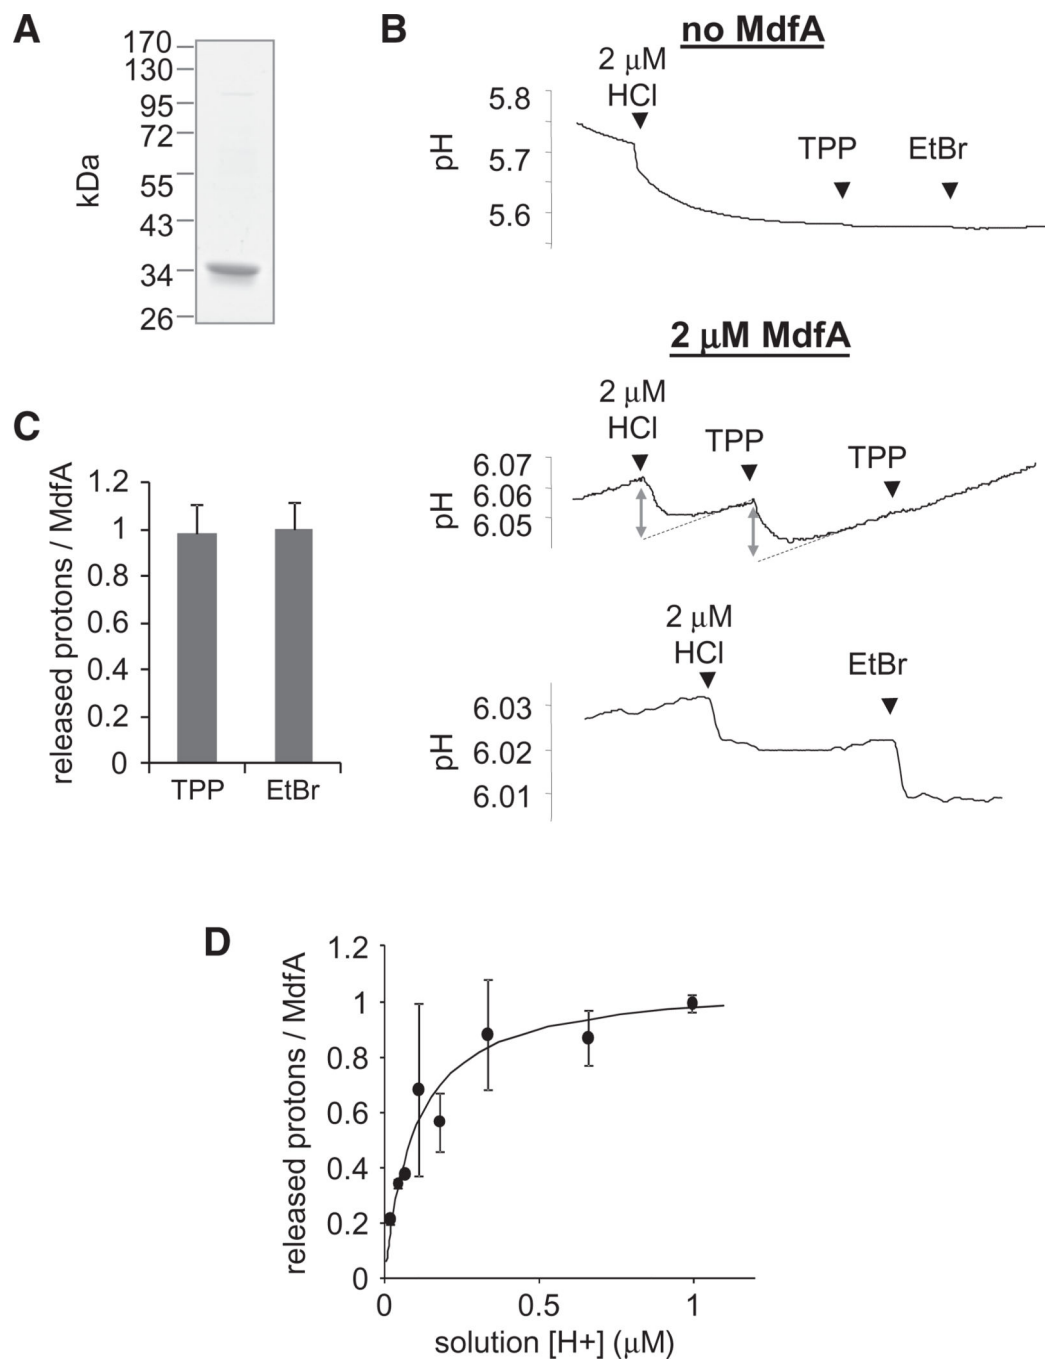 A
170
130
95
72
55
43
34
26
kDa
B
no MdfA
2 μM
HCl
TPP
EtBr
5.8
5.7
5.6
pH
2 μM MdfA
2 μM
HCl
TPP
TPP
6.07
6.06
6.05
pH
2 μM
HCl
EtBr
6.03
6.02
6.01
pH
C
released protons / MdfA
1.2
1
0.8
0.6
0.4
0.2
0
TPP
EtBr
D
released protons / MdfA
1.2
1
0.8
0.6
0.4
0.2
0
0
0.5
1
solution [H+] (μM)